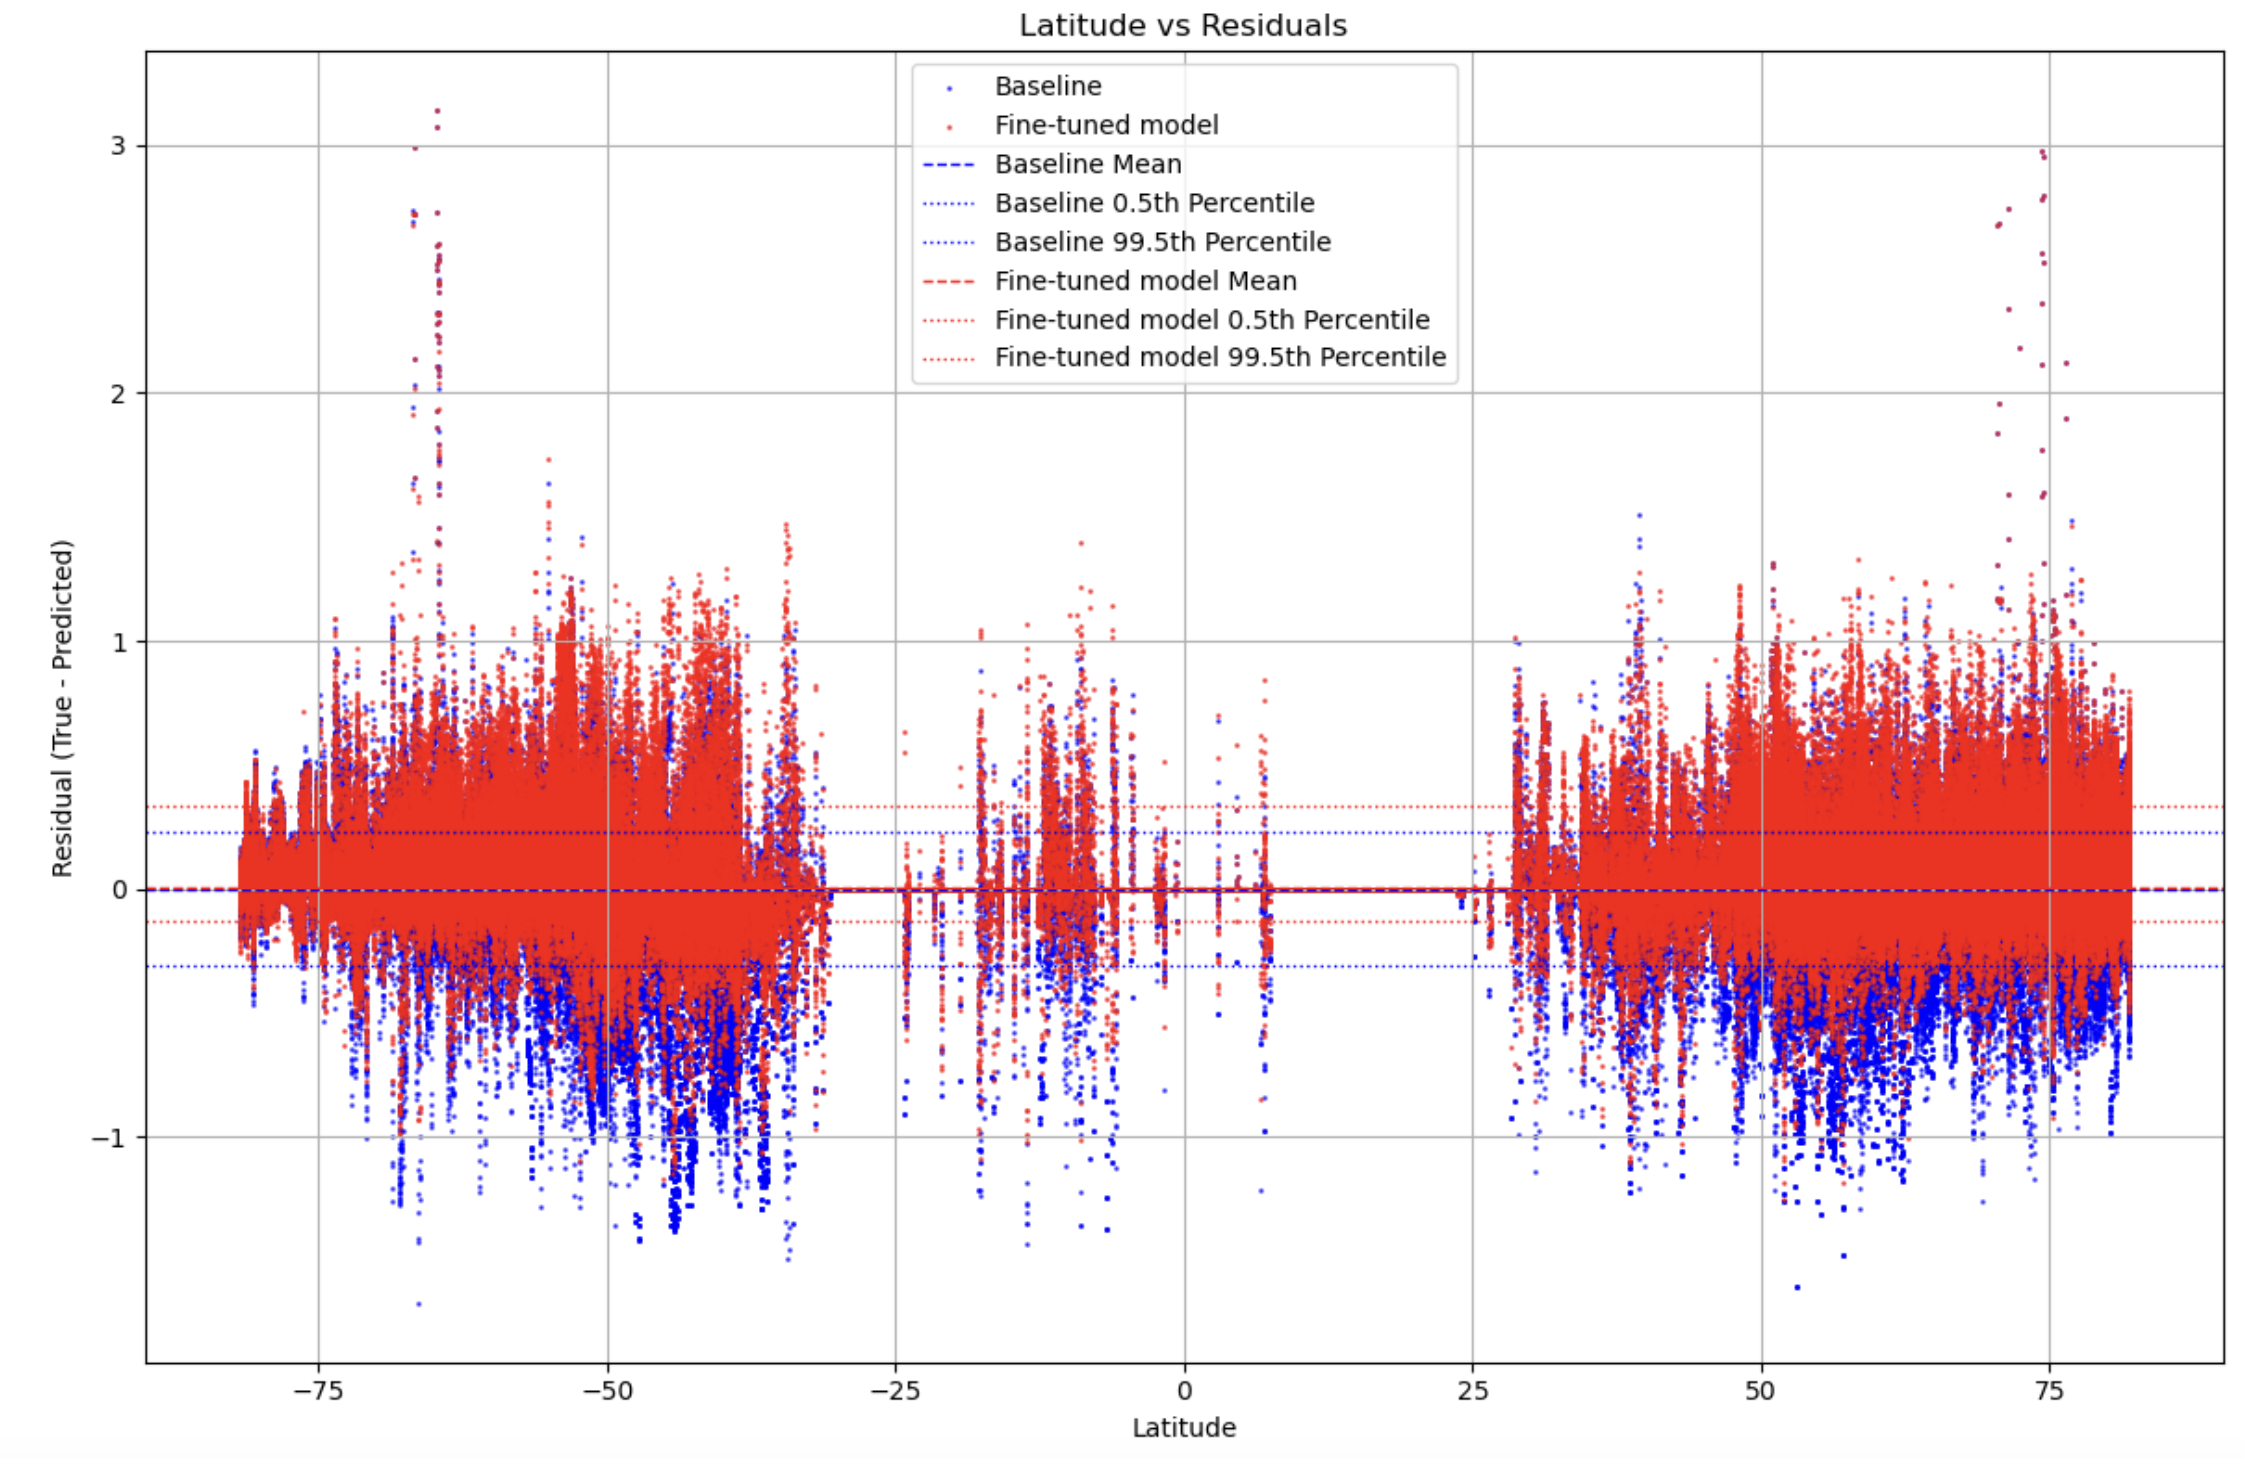 Latitude vs Residuals
Baseline
Fine-tuned model
Baseline Mean
Baseline 0.5th Percentile
Baseline 99.5th Percentile
Fine-tuned model Mean
Fine-tuned model 0.5th Percentile
Fine-tuned model 99.5th Percentile
3
2
1
0
−1
Residual (True - Predicted)
−75 −50 −25 0 25 50 75
Latitude